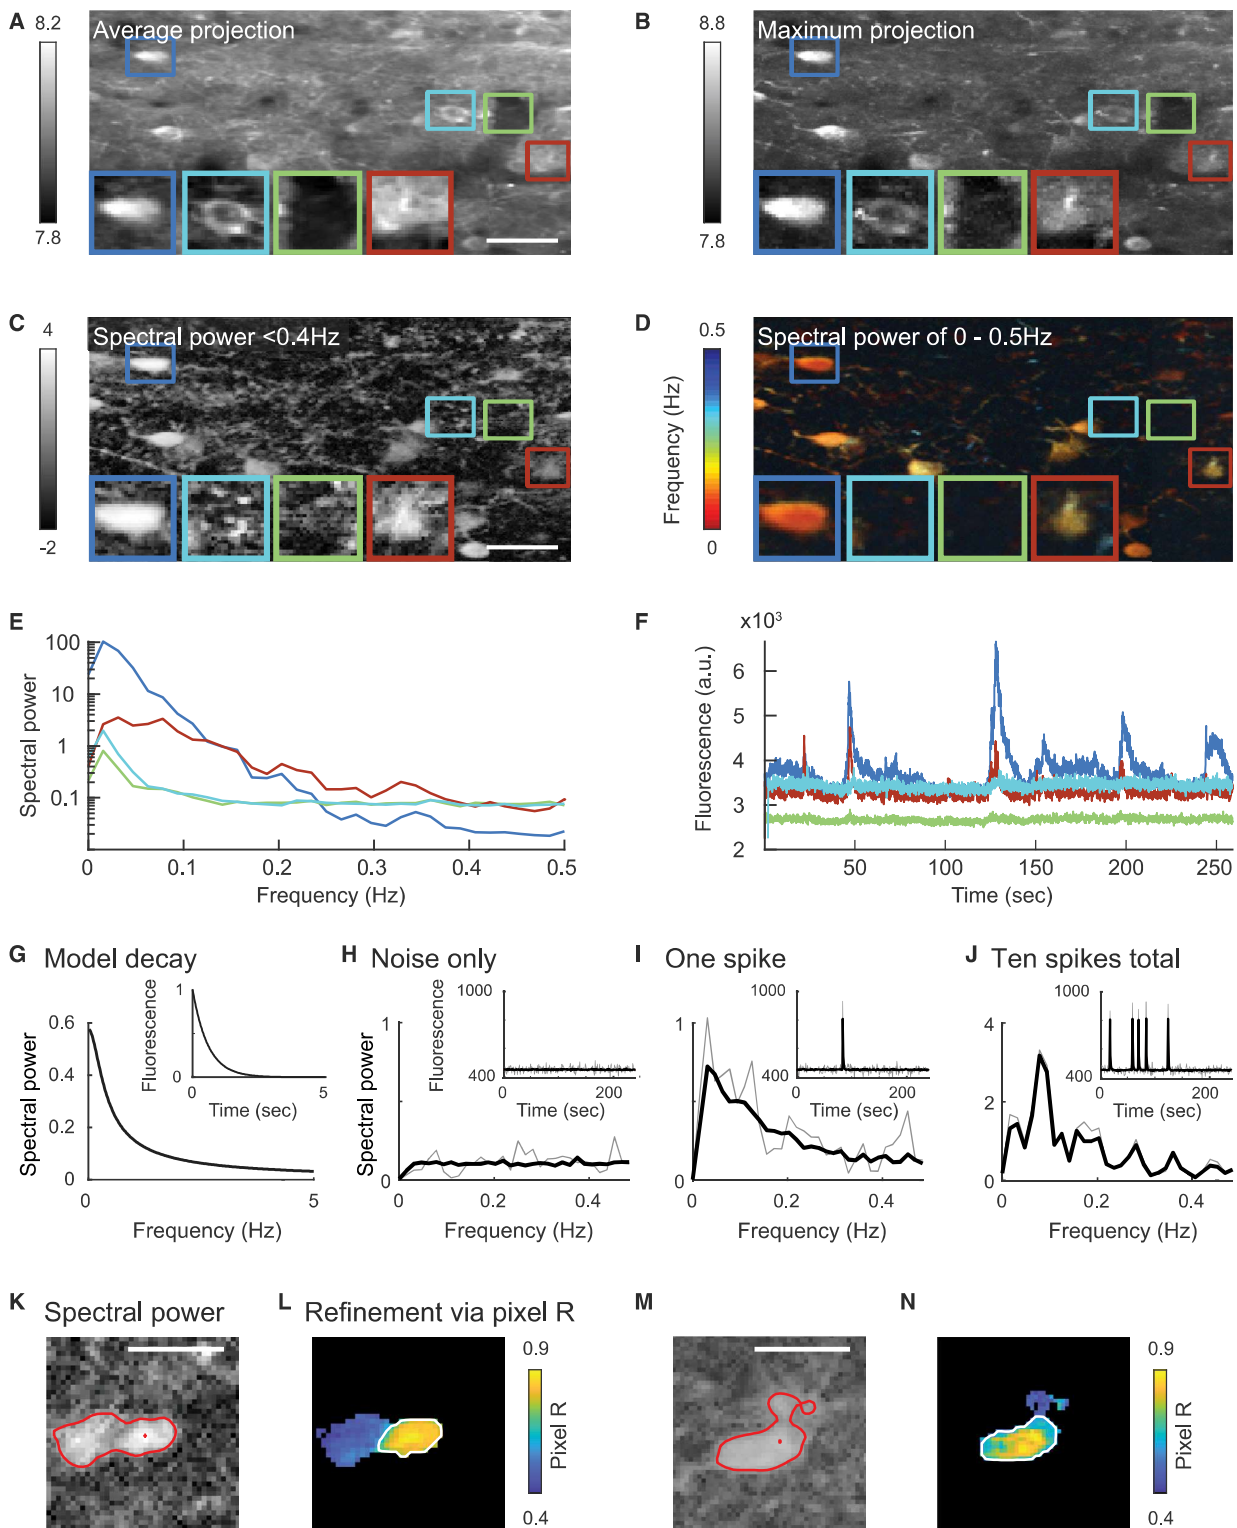 A
8.2
Average projection
7.8
B
8.8
Maximum projection
7.8
C
4
Spectral power <0.4Hz
-2
D
0.5
Spectral power of 0 - 0.5Hz
Frequency (Hz)
0
E
Spectral power
100
10
1
0.1
0
0.1
0.2
0.3
0.4
0.5
Frequency (Hz)
F
x10³
Fluorescence (a.u.)
6
5
4
3
2
50
100
150
200
250
Time (sec)
G Model decay
Spectral power
0.6
0.4
0.2
0
0
5
Frequency (Hz)
Fluorescence
1
0
0
5
Time (sec)
H Noise only
Spectral power
1
0
0
0.2
0.4
Frequency (Hz)
1000
400
0
200
Time (sec)
I One spike
1
0
0
0.2
0.4
Frequency (Hz)
1000
400
0
200
Time (sec)
J Ten spikes total
4
2
0
0
0.2
0.4
Frequency (Hz)
1000
400
0
200
Time (sec)
K Spectral power
L Refinement via pixel R
0.9
Pixel R
0.4
M
N
0.9
Pixel R
0.4